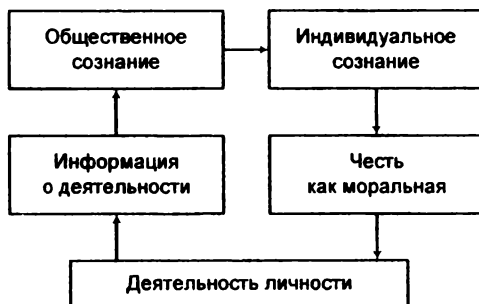 Общественное
сознание
Индивидуальное
сознание
Информация
о деятельности
Честь
как моральная
Деятельность личности